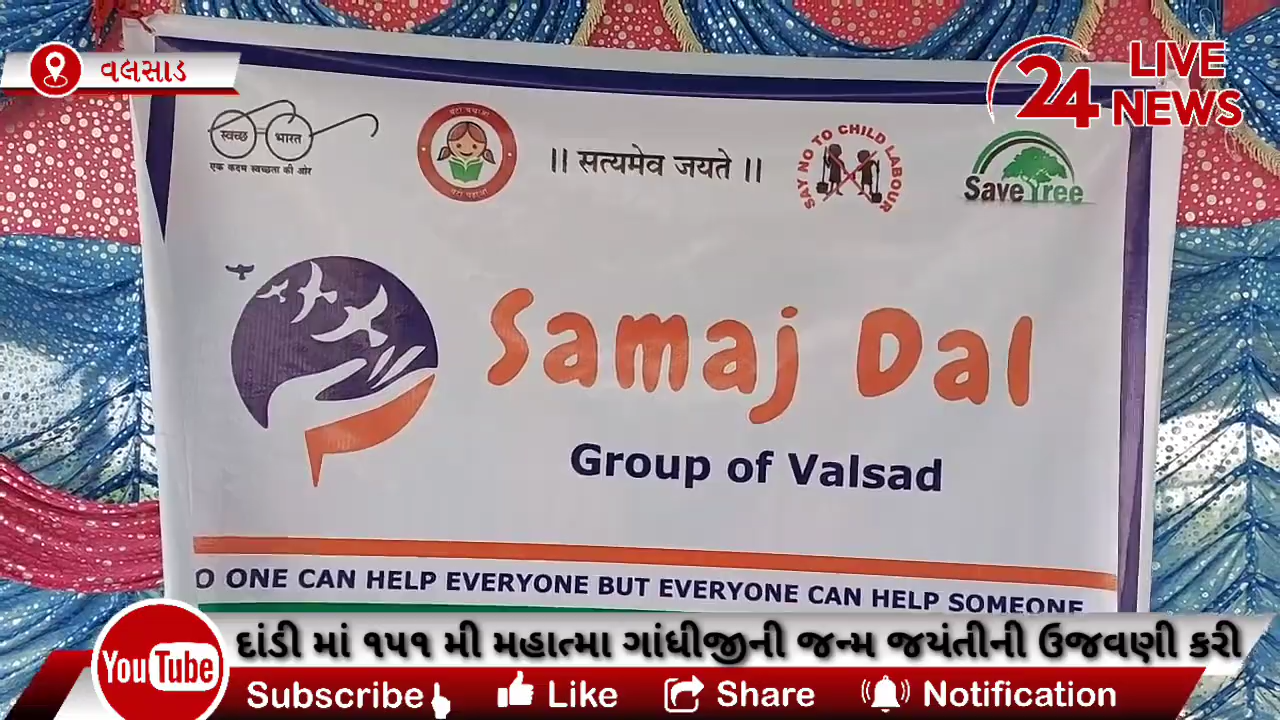 વલસાડ
24 LIVE NEWS
स्वच्छ भारत
एक कदम स्वच्छता की ओर
बेटी बचाओ
बेटी पढ़ाओ
|| सत्यमेव जयते ||
SAY NO TO CHILD LABOUR
Save Tree
Samaj Dal
Group of Valsad
O ONE CAN HELP EVERYONE BUT EVERYONE CAN HELP SOMEONE
દાંડી માં ૧૫૧ મી મહાત્મા ગાંધીજીની જન્મ જયંતીની ઉજવણી કરી
YouTube
Subscribe Like Share Notification